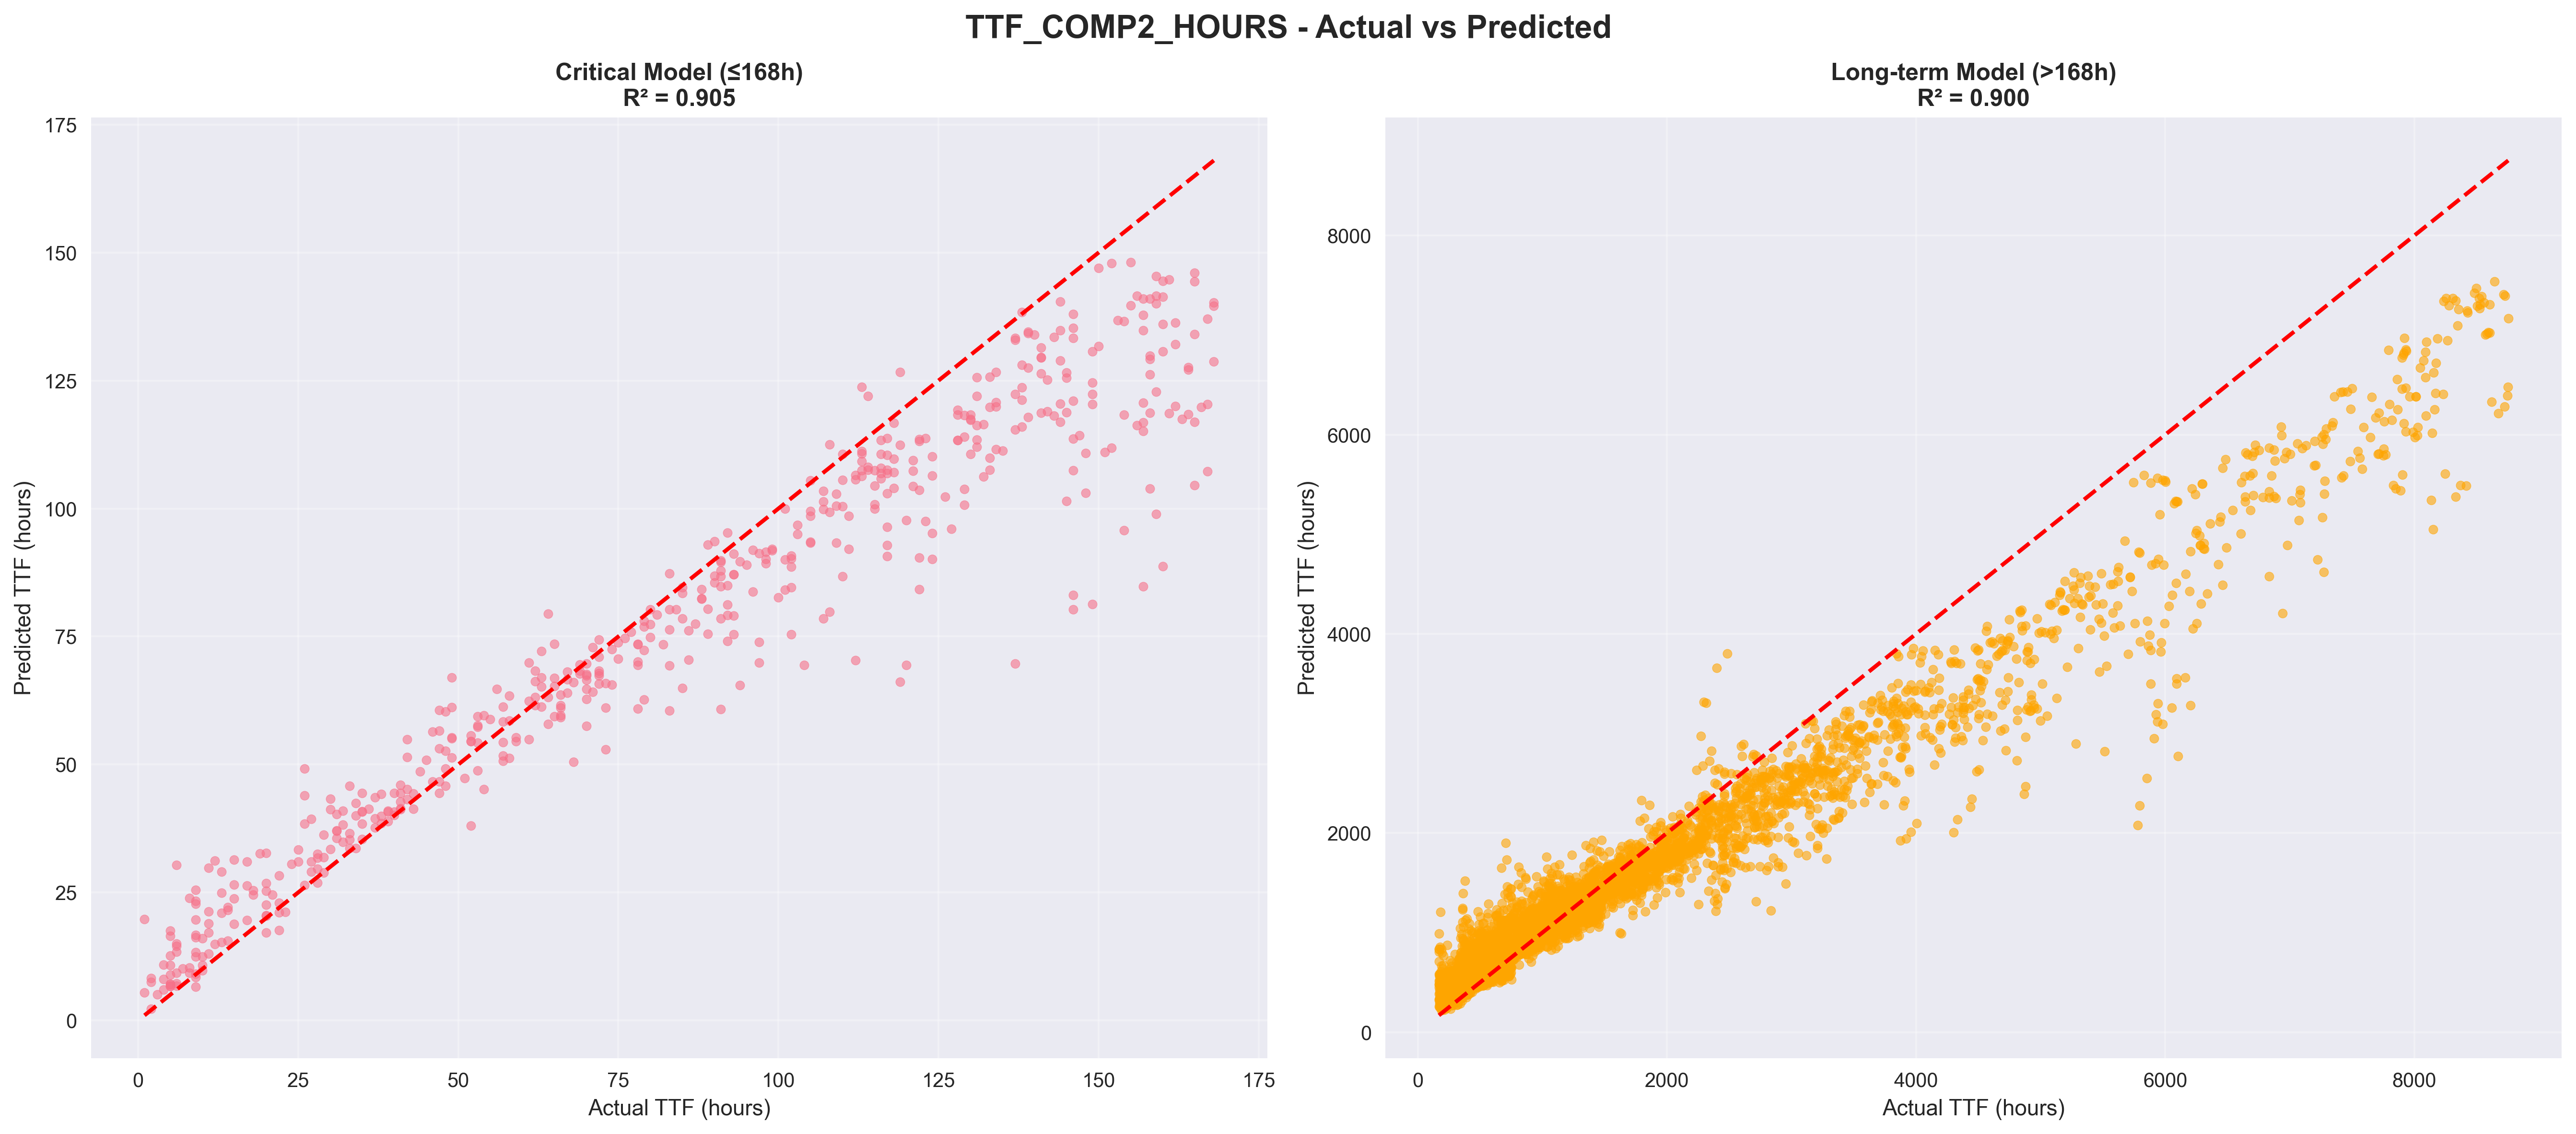 TTF_COMP2_HOURS - Actual vs Predicted
Critical Model (≤168h)
R² = 0.905
175
150
125
100
75
50
25
0
Predicted TTF (hours)
0 25 50 75 100 125 150 175
Actual TTF (hours)
Long-term Model (>168h)
R² = 0.900
8000
6000
4000
2000
0
Predicted TTF (hours)
0 2000 4000 6000 8000
Actual TTF (hours)